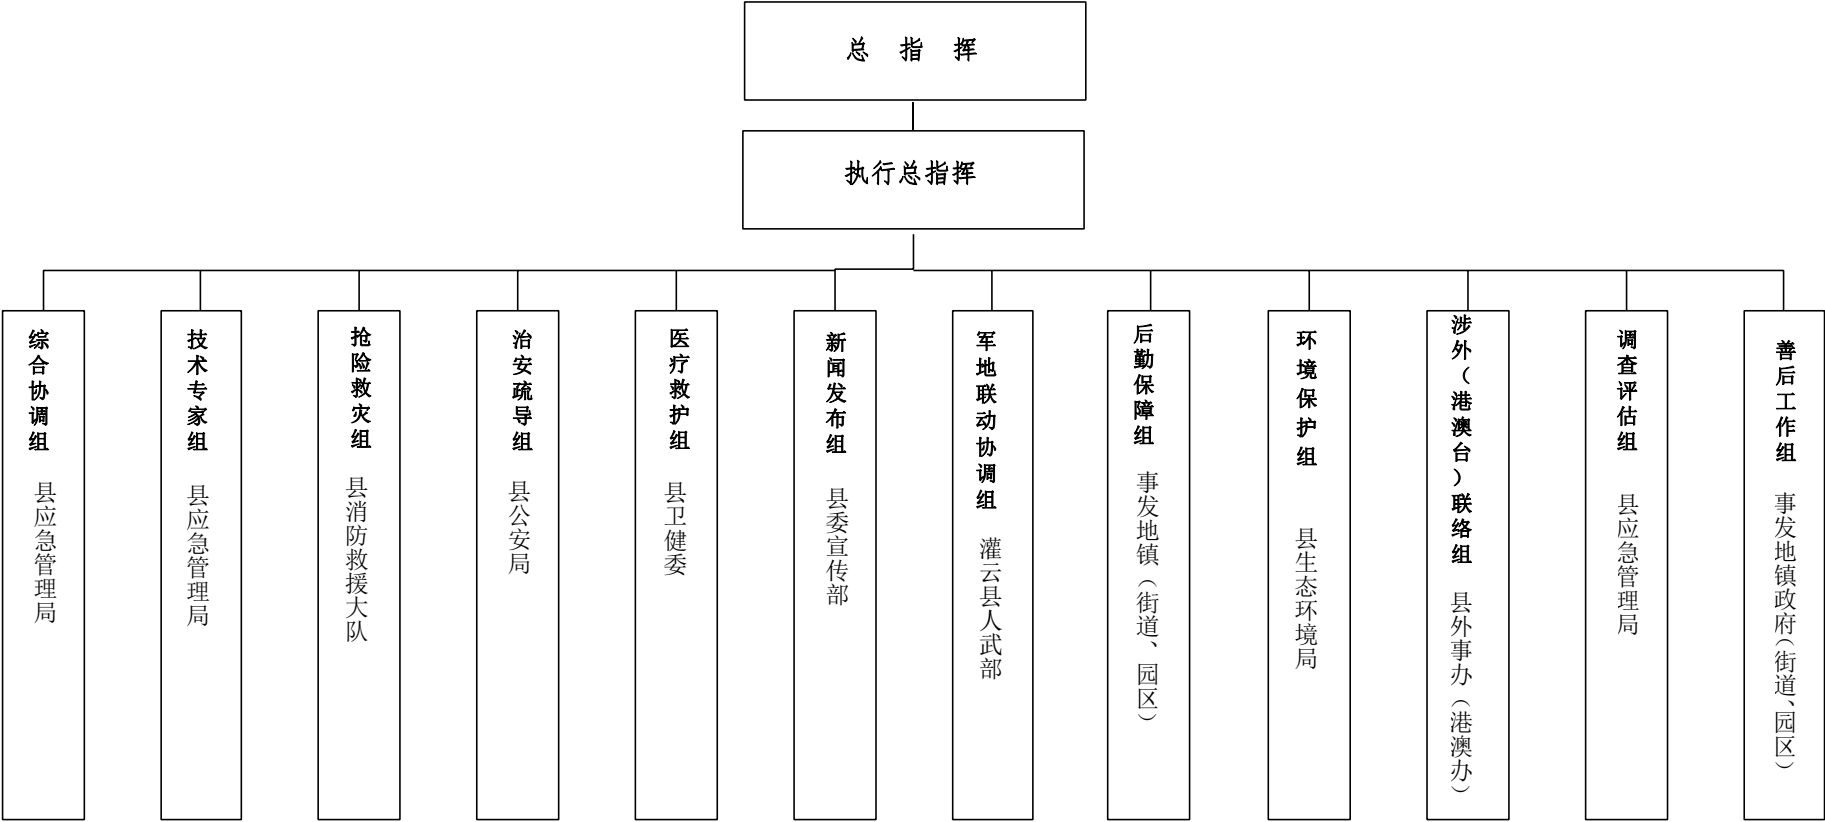 总 指 挥
执行总指挥
综合协调组 县应急管理局
技术专家组 县应急管理局
抢险救灾组 县消防救援大队
治安疏导组 县公安局
医疗救护组 县卫健委
新闻发布组 县委宣传部
军地联动协调组 灌云县人武部
后勤保障组 事发地镇（街道、园区）
环境保护组 县生态环境局
涉外（港澳台）联络组 县外事办（港澳办）
调查评估组 县应急管理局
善后工作组 事发地镇政府（街道、园区）